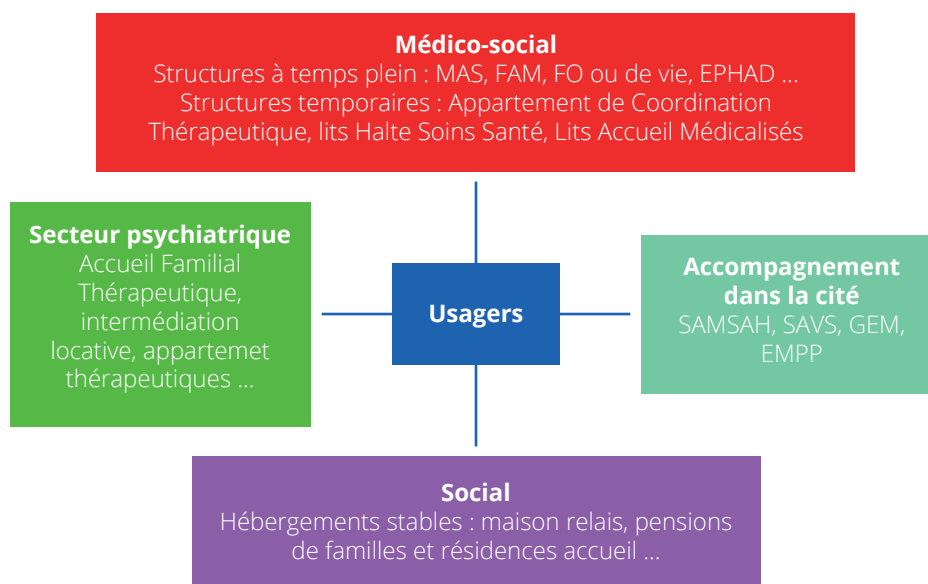 Médico-social
Structures à temps plein : MAS, FAM, FO ou de vie, EPHAD ...
Structures temporaires : Appartement de Coordination
Thérapeutique, lits Halte Soins Santé, Lits Accueil Médicalisés
Secteur psychiatrique
Accueil Familial
Thérapeutique,
intermédiation
locative, appartemet
thérapeutiques ...
Usagers
Accompagnement
dans la cité
SAMSAH, SAVS, GEM,
EMPP
Social
Hébergements stables : maison relais, pensions
de familles et résidences accueil ...